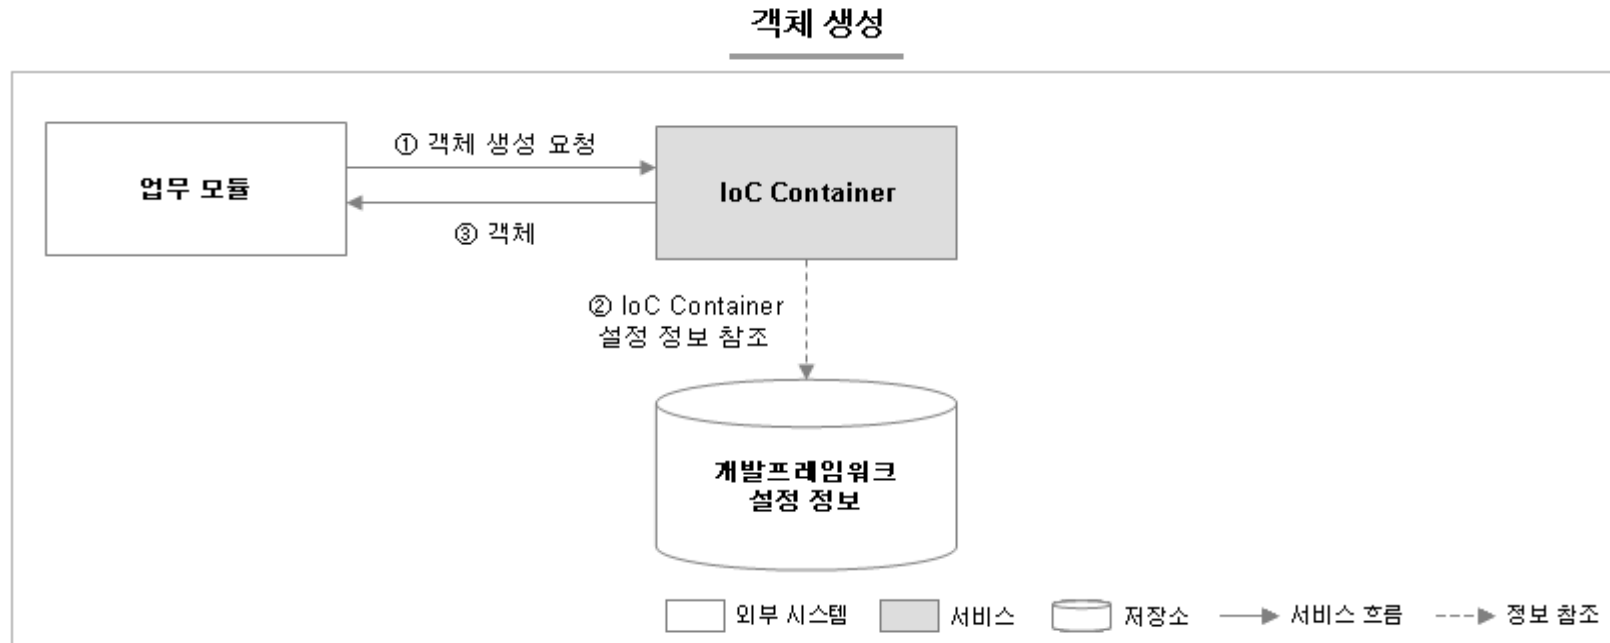 객체 생성
① 객체 생성 요청
업무 모듈
IoC Container
③ 객체
② IoC Container
설정 정보 참조
개발프레임워크
설정 정보
외부 시스템
서비스
저장소
서비스 흐름
정보 참조